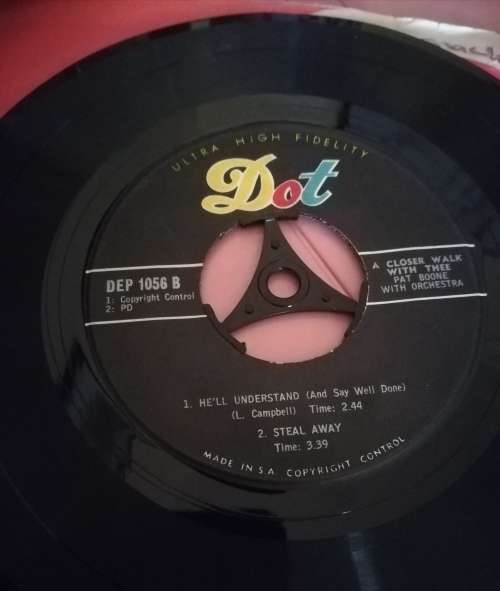 ULTRA HIGH FIDELITY
Dot
DEP 1056 B
1: Copyright Control
2: PD
A CLOSER WALK
WITH THEE
PAT BOONE
WITH ORCHESTRA
1. HE'LL UNDERSTAND (And Say Well Done)
(L. Campbell) Time: 2.44
2. STEAL AWAY
Time: 3.39
MADE IN S.A. COPYRIGHT CONTROL